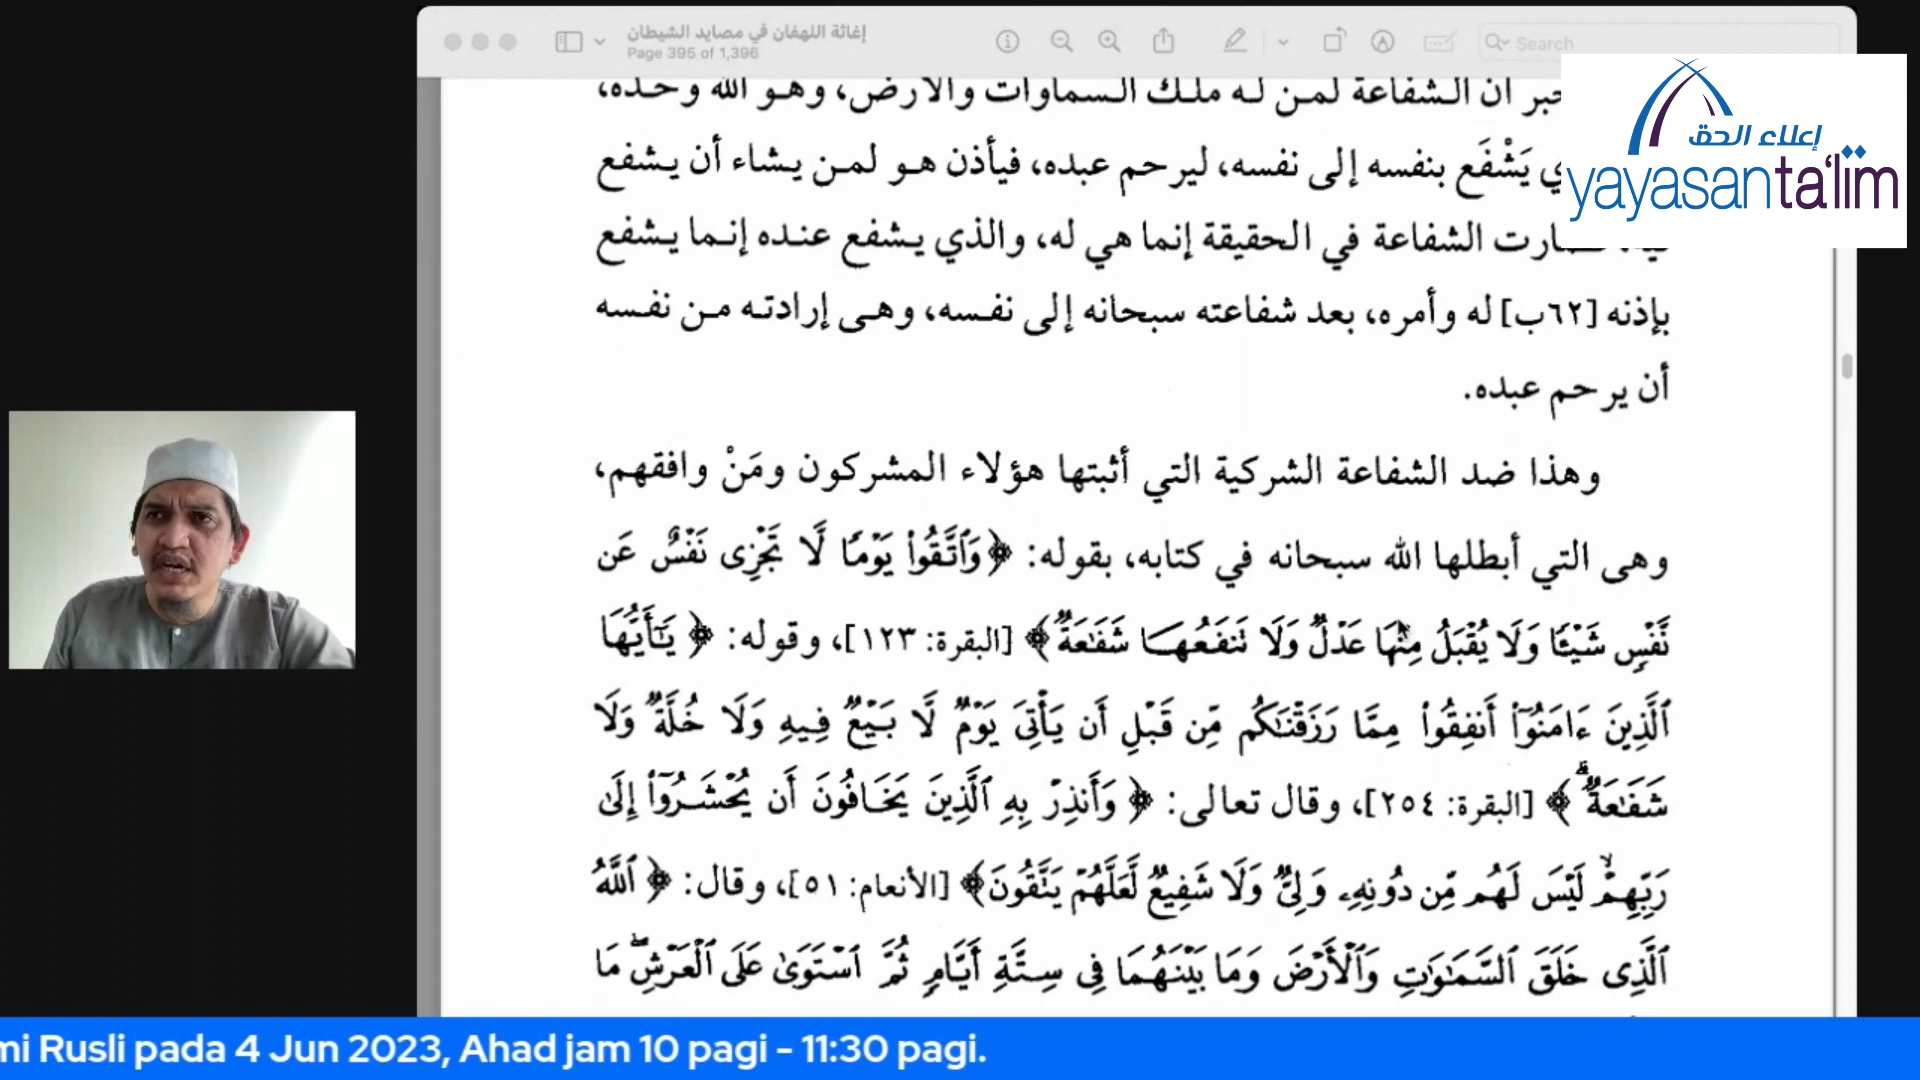 إغاثة اللهفان في مصايد الشيطان
Page 395 of 1,396
Search
إعلاء الحق
yayasanta'lim
أن الشفاعة لمن له ملك السماوات والأرض، وهو الله وحده،
يَشْفَع بنفسه إلى نفسه، ليرحم عبده، فيأذن هو لمن يشاء أن يشفع
الشفاعة في الحقيقة إنما هي له، والذي يشفع عنده إنما يشفع
بإذنه [٦٢ب] له وأمره، بعد شفاعته سبحانه إلى نفسه، وهى إرادته من نفسه
أن يرحم عبده.
وهذا ضد الشفاعة الشركية التي أثبتها هؤلاء المشركون ومَنْ وافقهم،
وهى التي أبطلها الله سبحانه في كتابه، بقوله: ﴿وَٱتَّقُوا۟ يَوْمًا لَّا تَجْزِى نَفْسٌ عَن
نَّفْسٍ شَيْـًٔا وَلَا يُقْبَلُ مِنْهَا عَدْلٌ وَلَا تَنفَعُهَا شَفَـٰعَةٌ﴾ [البقرة: ١٢٣]، وقوله: ﴿يَـٰٓأَيُّهَا
ٱلَّذِينَ ءَامَنُوٓا۟ أَنفِقُوا۟ مِمَّا رَزَقْنَـٰكُم مِّن قَبْلِ أَن يَأْتِىَ يَوْمٌ لَّا بَيْعٌ فِيهِ وَلَا خُلَّةٌ وَلَا
شَفَـٰعَةٌ ۗ﴾ [البقرة: ٢٥٤]، وقال تعالى: ﴿وَأَنذِرْ بِهِ ٱلَّذِينَ يَخَافُونَ أَن يُحْشَرُوٓا۟ إِلَىٰ
رَبِّهِمْ ۙ لَيْسَ لَهُم مِّن دُونِهِۦ وَلِىٌّ وَلَا شَفِيعٌ لَّعَلَّهُمْ يَتَّقُونَ﴾ [الأنعام: ٥١]، وقال: ﴿ٱللَّهُ
ٱلَّذِى خَلَقَ ٱلسَّمَـٰوَٰتِ وَٱلْأَرْضَ وَمَا بَيْنَهُمَا فِى سِتَّةِ أَيَّامٍ ثُمَّ ٱسْتَوَىٰ عَلَى ٱلْعَرْشِ ۖ مَا
mi Rusli pada 4 Jun 2023, Ahad jam 10 pagi - 11:30 pagi.